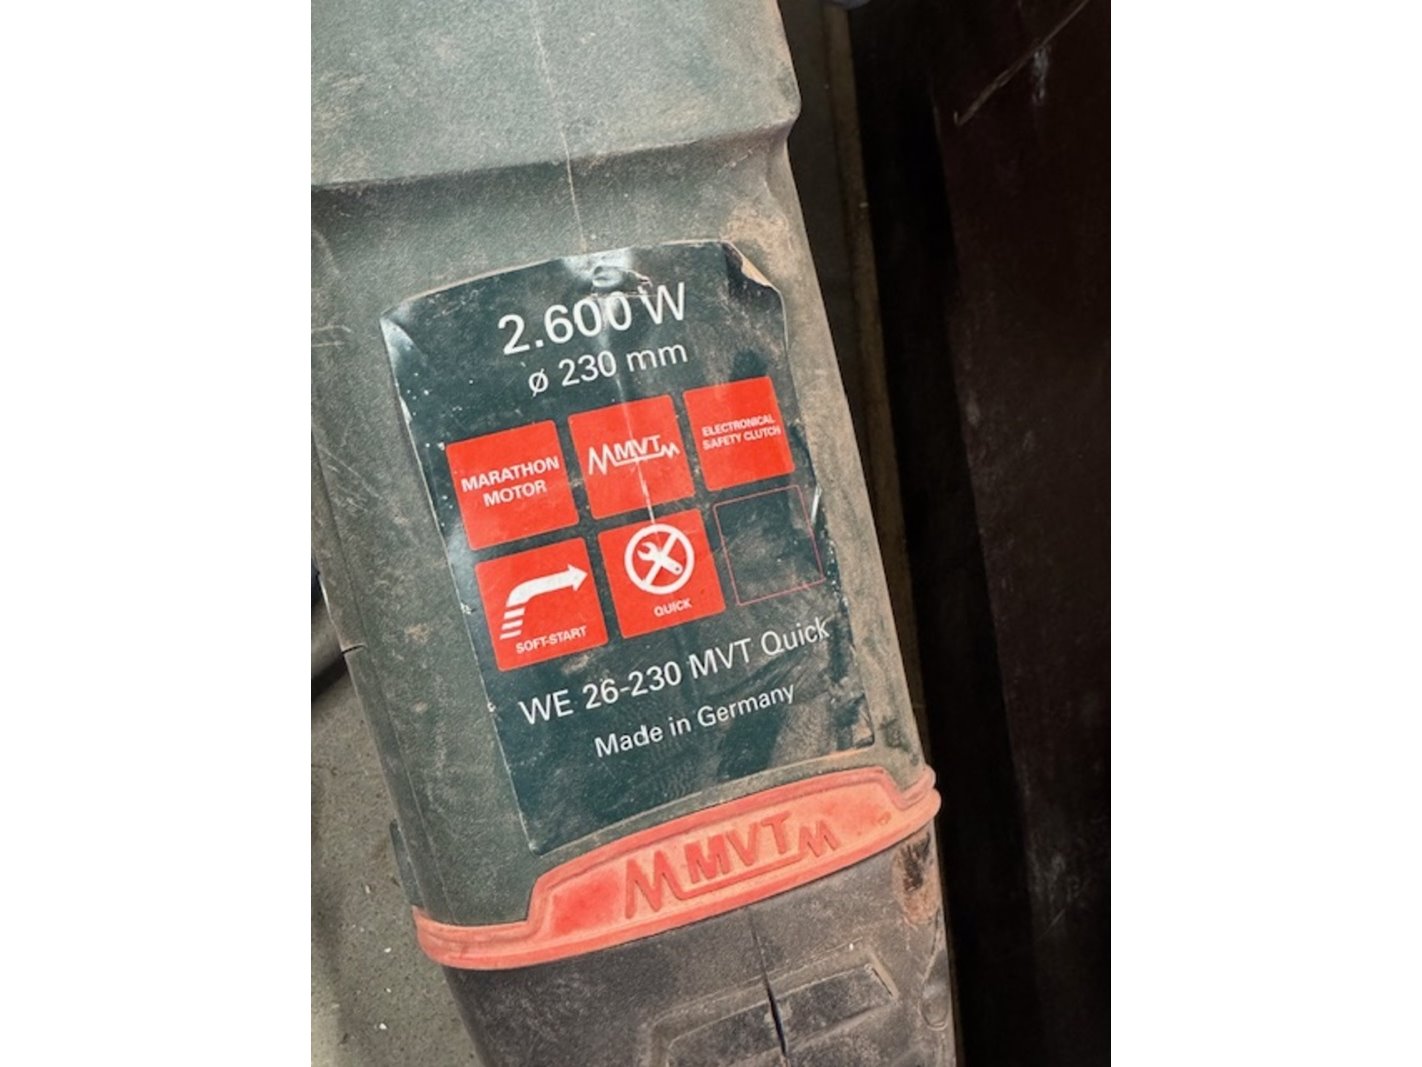 2.600 W
ø 230 mm
MARATHON
MOTOR
MVT
ELECTRONICAL
SAFETY CLUTCH
SOFT-START
QUICK
WE 26-230 MVT Quick
Made in Germany
MVT